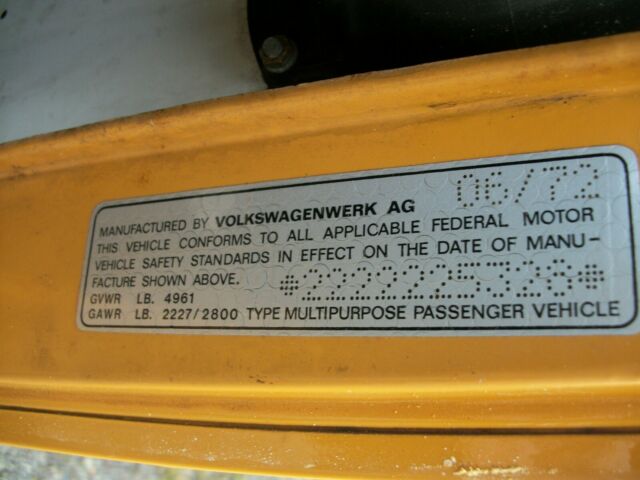 MANUFACTURED BY VOLKSWAGENWERK AG 06/72
THIS VEHICLE CONFORMS TO ALL APPLICABLE FEDERAL MOTOR
VEHICLE SAFETY STANDARDS IN EFFECT ON THE DATE OF MANU-
FACTURE SHOWN ABOVE. *2222225328*
GVWR LB. 4961
GAWR LB. 2227/2800 TYPE MULTIPURPOSE PASSENGER VEHICLE